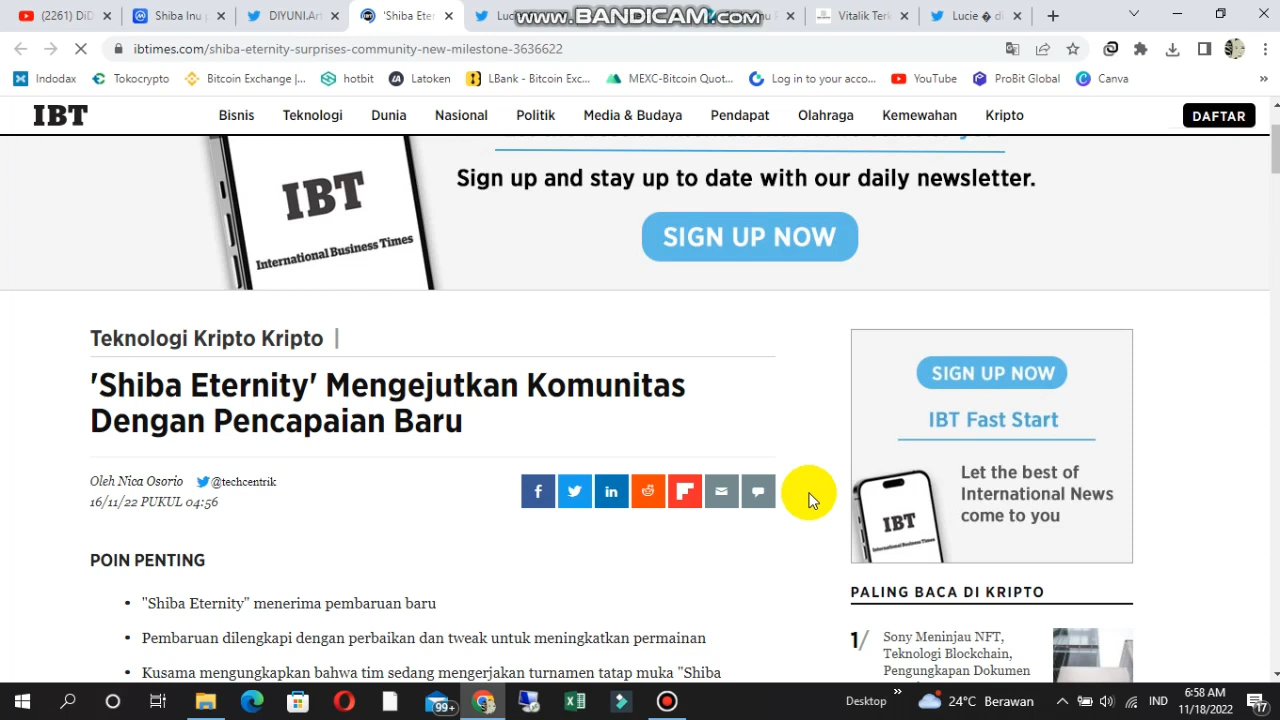 (2261) DiD
Shiba Inu p
DIYUNI.Ar
'Shiba Eter
Luc
www.BANDICAM.com
Vitalik Terk
Lucie � di
ibtimes.com/shiba-eternity-surprises-community-new-milestone-3636622
Indodax
Tokocrypto
Bitcoin Exchange |...
hotbit
Latoken
LBank - Bitcoin Exc...
MEXC-Bitcoin Quot...
Log in to your acco...
YouTube
ProBit Global
Canva
»
IBT
Bisnis
Teknologi
Dunia
Nasional
Politik
Media & Budaya
Pendapat
Olahraga
Kemewahan
Kripto
DAFTAR
IBT
International Business Times
Sign up and stay up to date with our daily newsletter.
SIGN UP NOW
Teknologi Kripto Kripto |
'Shiba Eternity' Mengejutkan Komunitas
Dengan Pencapaian Baru
Oleh Nica Osorio @techcentrik
16/11/22 PUKUL 04:56
POIN PENTING
• "Shiba Eternity" menerima pembaruan baru
• Pembaruan dilengkapi dengan perbaikan dan tweak untuk meningkatkan permainan
• Kusama mengungkapkan bahwa tim sedang mengerjakan turnamen tatap muka "Shiba
SIGN UP NOW
IBT Fast Start
Let the best of
International News
come to you
IBT
International Business Times
PALING BACA DI KRIPTO
1/
Sony Meninjau NFT,
Teknologi Blockchain,
Pengungkapan Dokumen
99+
Desktop
»
24°C Berawan
IND
6:58 AM
11/18/2022
17